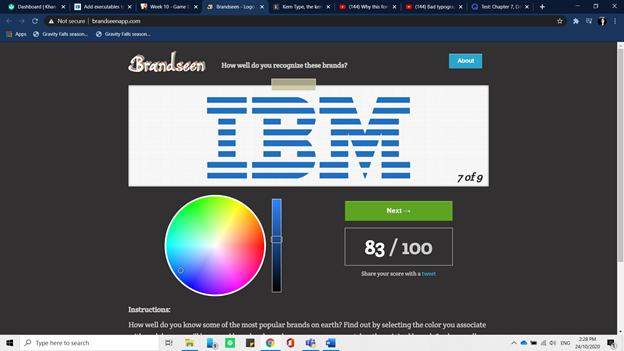 Dashboard | Khan
Add executables t
Week 10 - Game
Brandseen - Logo
Kern Type, the ker
(144) Why this fo
(144) Bad typogr
Test: Chapter 7, D
Not secure | brandseenapp.com
Apps
Gravity Falls season...
Gravity Falls season...
Brandseen
How well do you recognize these brands?
About
IBM
7 of 9
Next →
83 / 100
Share your score with a tweet
Instructions:
How well do you know some of the most popular brands on earth? Find out by selecting the color you associate
Type here to search
ENG
2:28 PM
24/10/2020